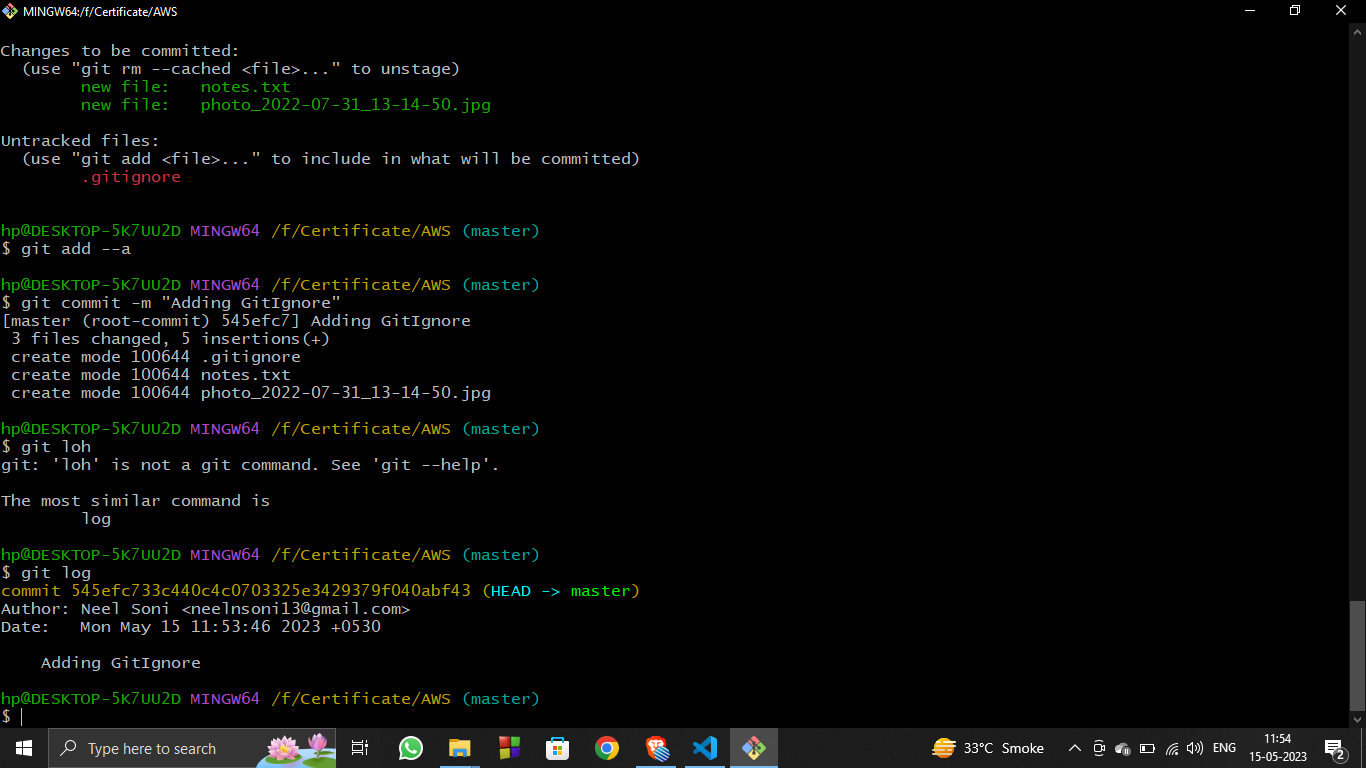 MINGW64:/f/Certificate/AWS
Changes to be committed:
  (use "git rm --cached <file>..." to unstage)
        new file:   notes.txt
        new file:   photo_2022-07-31_13-14-50.jpg
Untracked files:
  (use "git add <file>..." to include in what will be committed)
        .gitignore
hp@DESKTOP-5K7UU2D MINGW64 /f/Certificate/AWS (master)
$ git add --a
hp@DESKTOP-5K7UU2D MINGW64 /f/Certificate/AWS (master)
$ git commit -m "Adding GitIgnore"
[master (root-commit) 545efc7] Adding GitIgnore
 3 files changed, 5 insertions(+)
 create mode 100644 .gitignore
 create mode 100644 notes.txt
 create mode 100644 photo_2022-07-31_13-14-50.jpg
hp@DESKTOP-5K7UU2D MINGW64 /f/Certificate/AWS (master)
$ git loh
git: 'loh' is not a git command. See 'git --help'.
The most similar command is
        log
hp@DESKTOP-5K7UU2D MINGW64 /f/Certificate/AWS (master)
$ git log
commit 545efc733c440c4c0703325e3429379f040abf43 (HEAD -> master)
Author: Neel Soni <neelnsoni13@gmail.com>
Date:   Mon May 15 11:53:46 2023 +0530
    Adding GitIgnore
hp@DESKTOP-5K7UU2D MINGW64 /f/Certificate/AWS (master)
$
Type here to search
33°C Smoke
ENG
11:54
15-05-2023
2